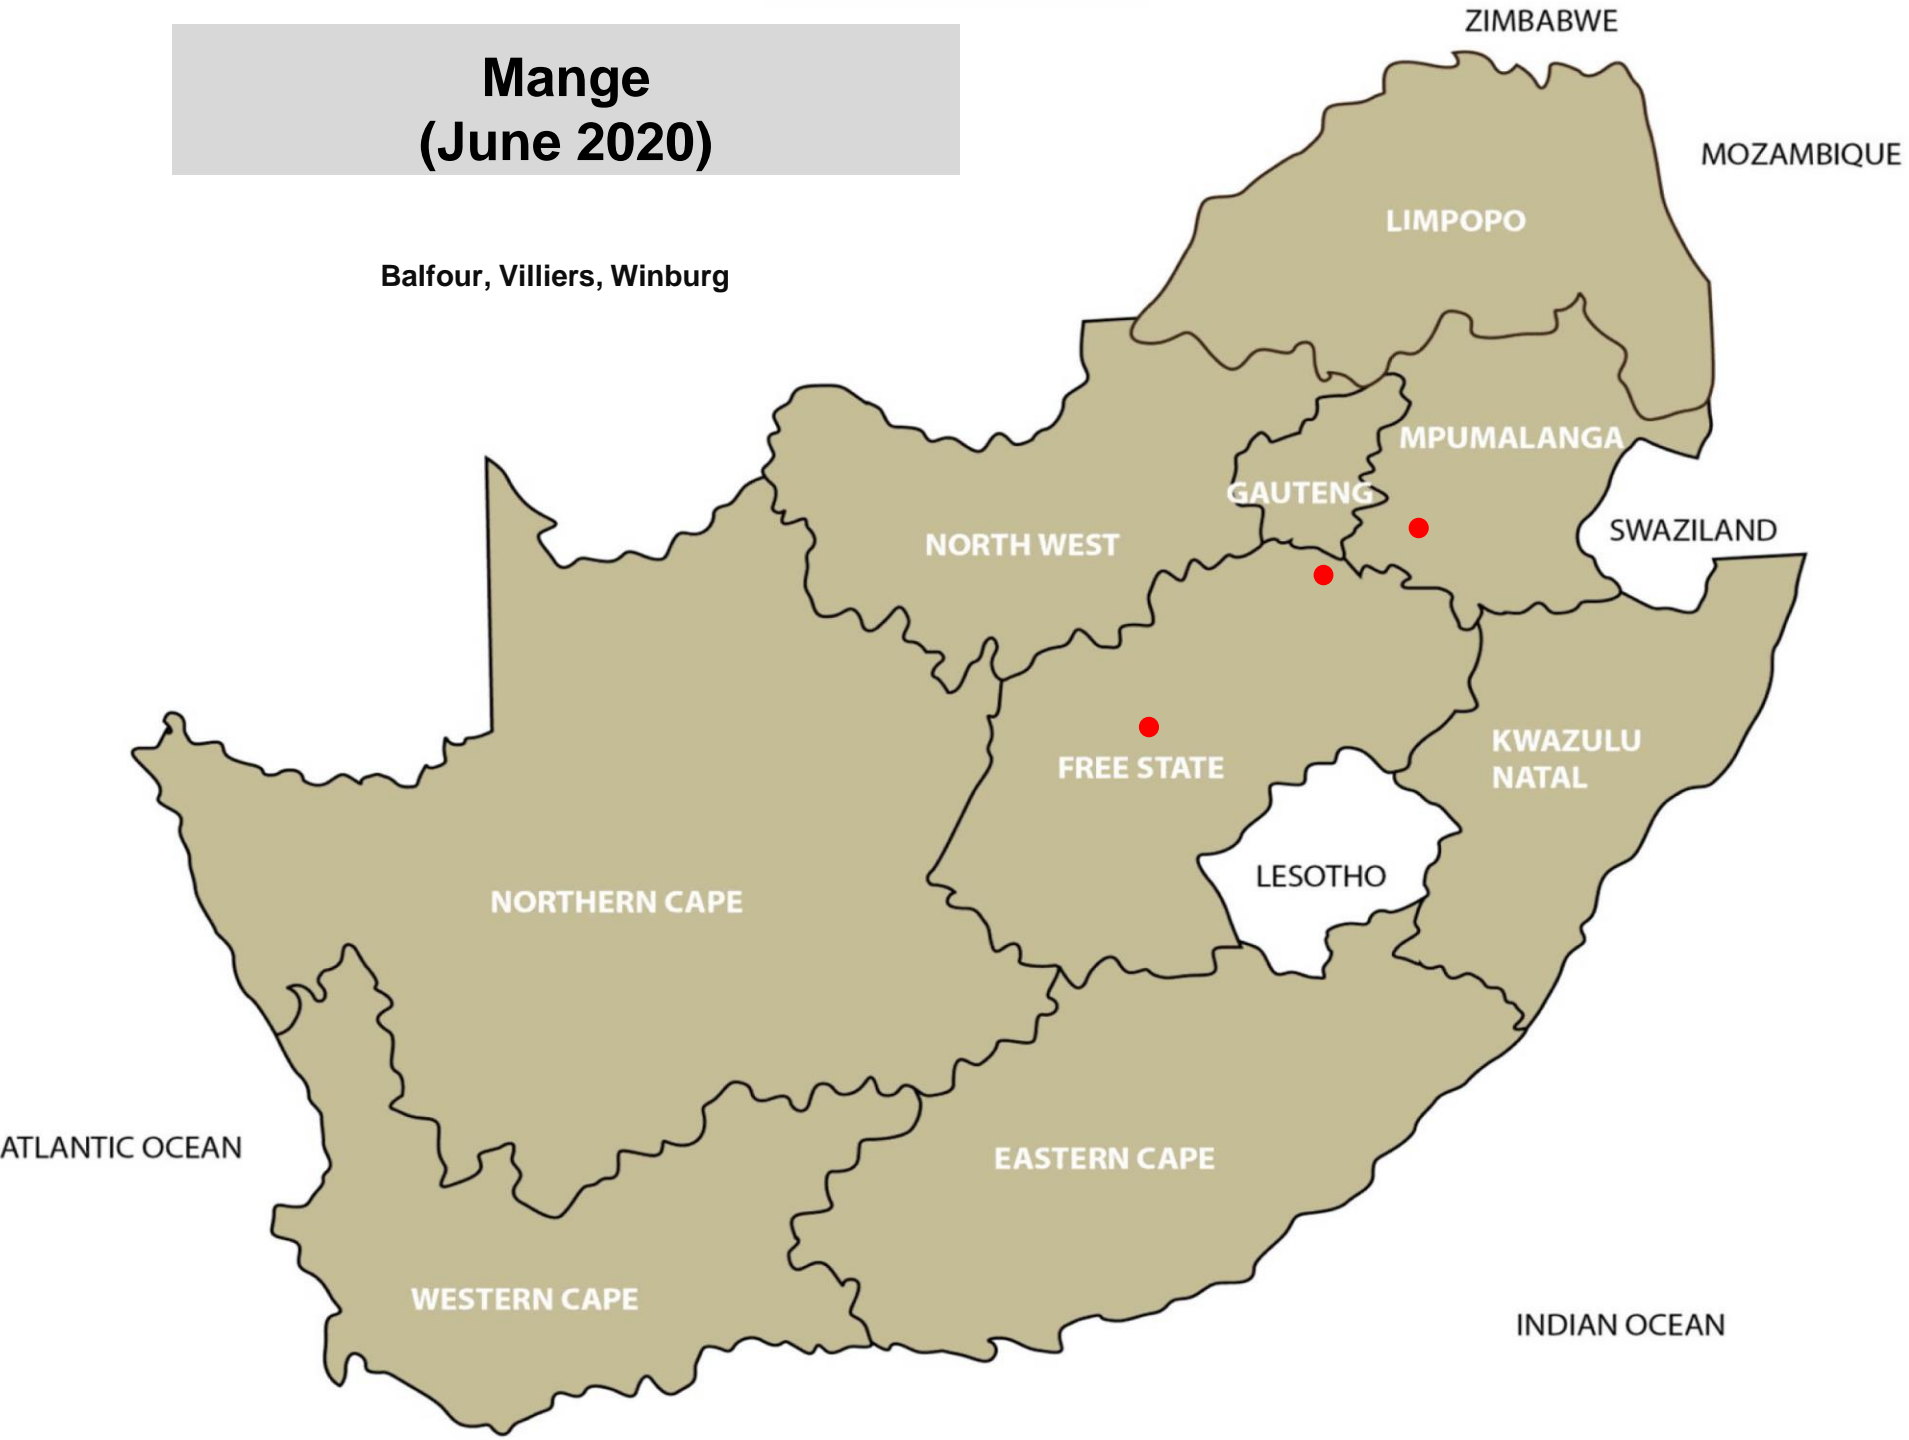 Mange
(June 2020)
Balfour, Villiers, Winburg
ZIMBABWE
MOZAMBIQUE
LIMPOPO
MPUMALANGA
GAUTENG
NORTH WEST
SWAZILAND
FREE STATE
KWAZULU
NATAL
LESOTHO
NORTHERN CAPE
ATLANTIC OCEAN
EASTERN CAPE
WESTERN CAPE
INDIAN OCEAN